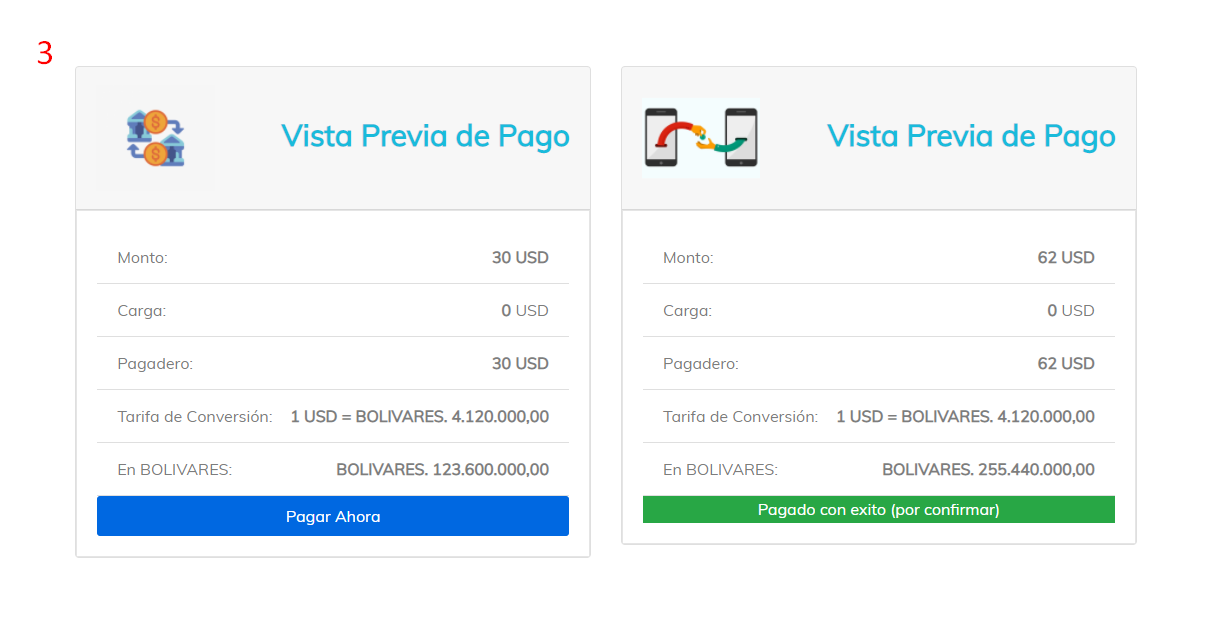 3
Vista Previa de Pago
Monto: 30 USD
Carga: 0 USD
Pagadero: 30 USD
Tarifa de Conversión: 1 USD = BOLIVARES. 4.120.000,00
En BOLIVARES: BOLIVARES. 123.600.000,00
Pagar Ahora
Vista Previa de Pago
Monto: 62 USD
Carga: 0 USD
Pagadero: 62 USD
Tarifa de Conversión: 1 USD = BOLIVARES. 4.120.000,00
En BOLIVARES: BOLIVARES. 255.440.000,00
Pagado con exito (por confirmar)